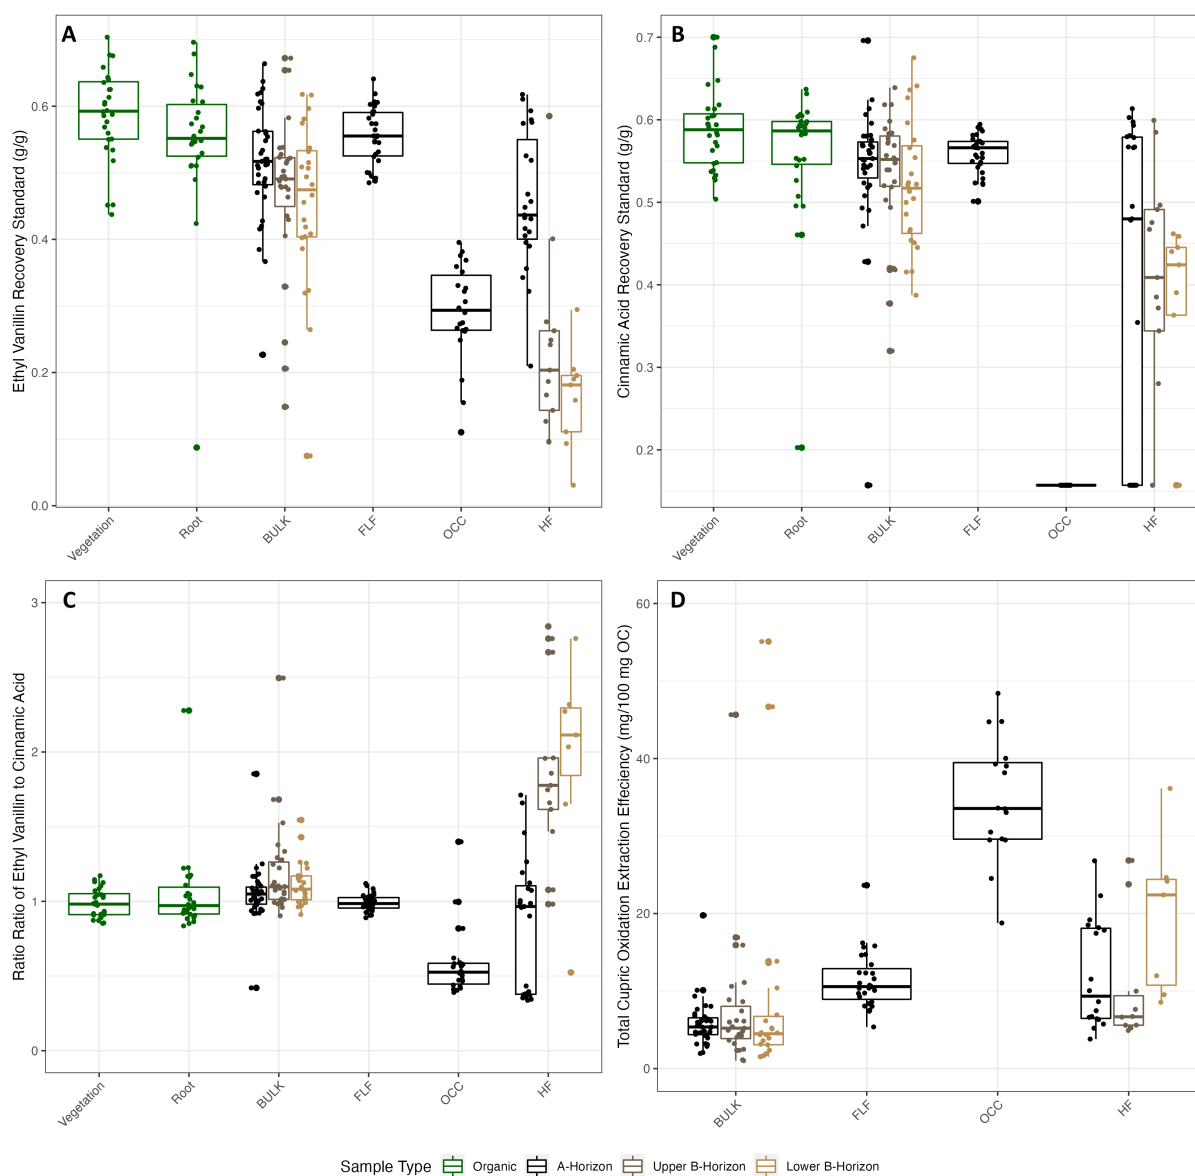 A
Ethyl Vanillin Recovery Standard (g/g)
0.6
0.4
0.2
0.0
Vegetation
Root
BULK
FLF
OCC
HF
B
Cinnamic Acid Recovery Standard (g/g)
0.7
0.6
0.5
0.4
0.3
0.2
Vegetation
Root
BULK
FLF
OCC
HF
C
Ratio Ratio of Ethyl Vanillin to Cinnamic Acid
3
2
1
0
Vegetation
Root
BULK
FLF
OCC
HF
D
Total Cupric Oxidation Extraction Effeciency (mg/100 mg OC)
60
40
20
0
BULK
FLF
OCC
HF
Sample Type Organic A-Horizon Upper B-Horizon Lower B-Horizon